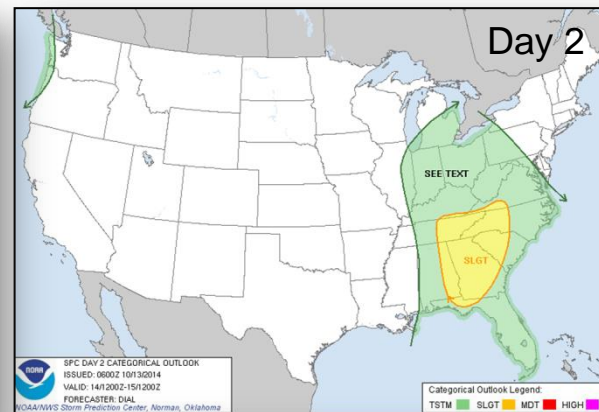 Day 2
SEE TEXT
SLGT
NOAA
SPC DAY 2 CATEGORICAL OUTLOOK
ISSUED: 0600Z 10/13/2014
VALID: 14/1200Z-15/1200Z
FORECASTER: DIAL
NOAA/NWS Storm Prediction Center, Norman, Oklahoma
Categorical Outlook Legend:
TSTM SLGT MDT HIGH